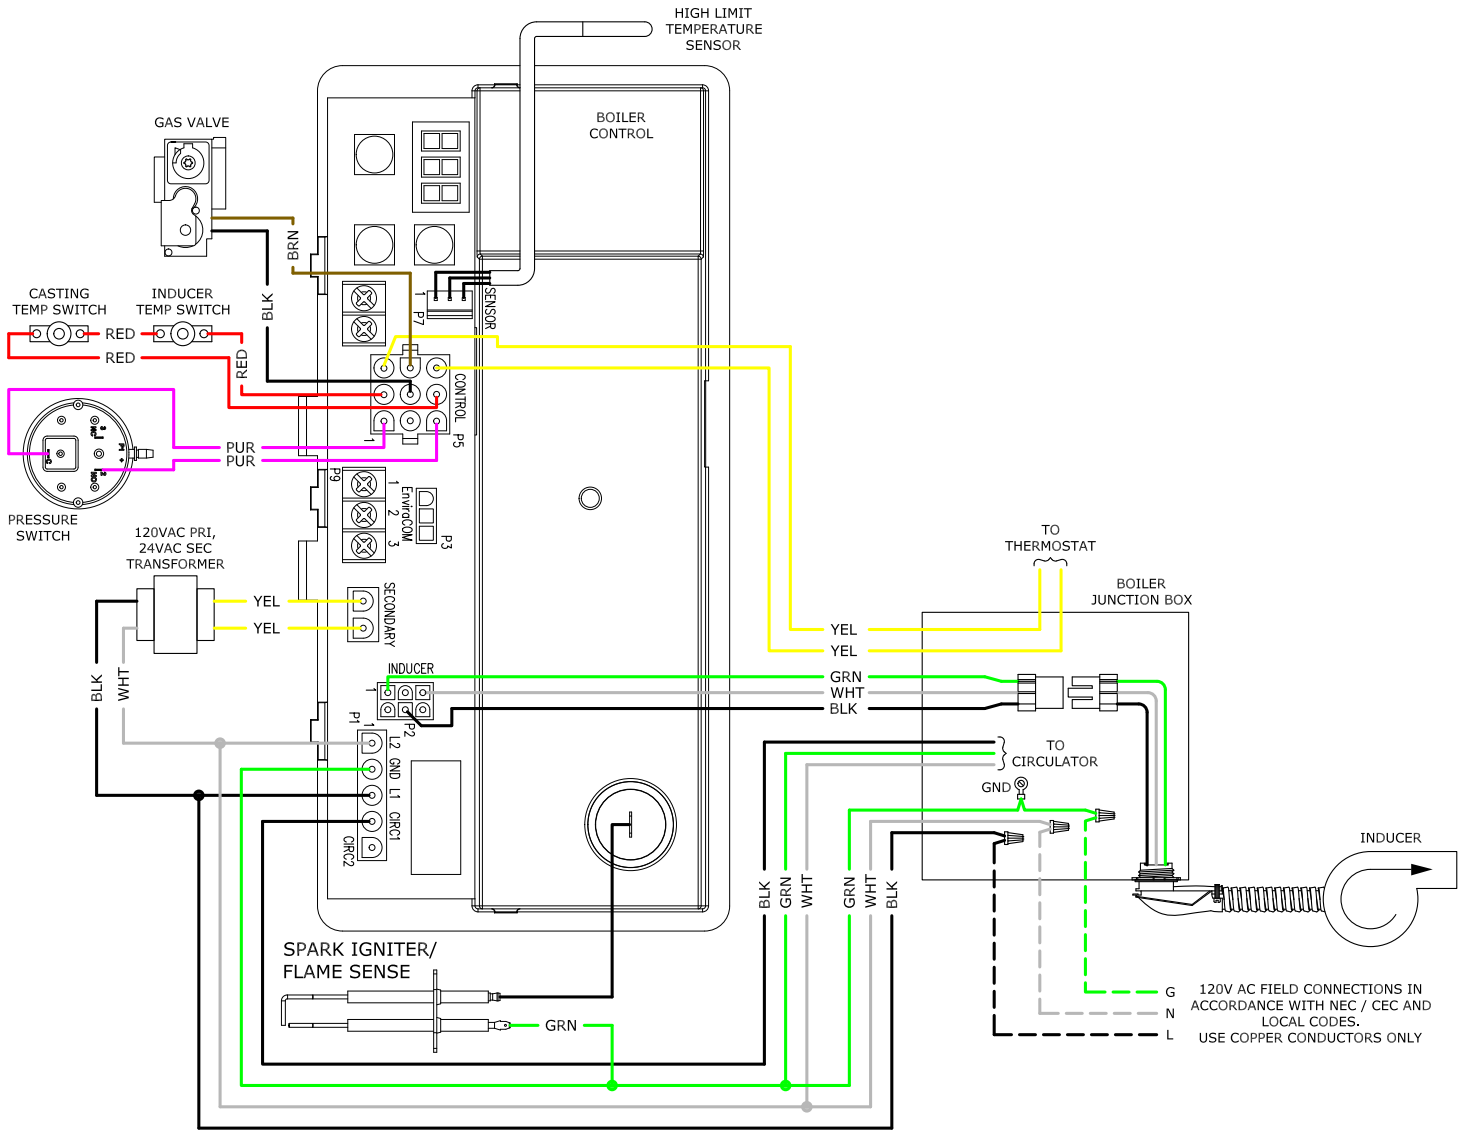 HIGH LIMIT
TEMPERATURE
SENSOR
BOILER
CONTROL
GAS VALVE
BRN
BLK
CASTING
TEMP SWITCH
INDUCER
TEMP SWITCH
RED
RED
RED
1
P7
SENSOR
CONTROL
1
P5
3
NC
P1
+
C
2
NO
PUR
PUR
PRESSURE
SWITCH
P9
1
2
3
EnviraCOM
P3
120VAC PRI,
24VAC SEC
TRANSFORMER
YEL
YEL
SECONDARY
BLK
WHT
INDUCER
1
P2
P1
1
L2
GND
L1
CIRC1
CIRC2
TO
THERMOSTAT
BOILER
JUNCTION BOX
YEL
YEL
GRN
WHT
BLK
TO
CIRCULATOR
GND
BLK
GRN
WHT
GRN
WHT
BLK
INDUCER
SPARK IGNITER/
FLAME SENSE
GRN
G
N
L
120V AC FIELD CONNECTIONS IN
ACCORDANCE WITH NEC / CEC AND
LOCAL CODES.
USE COPPER CONDUCTORS ONLY